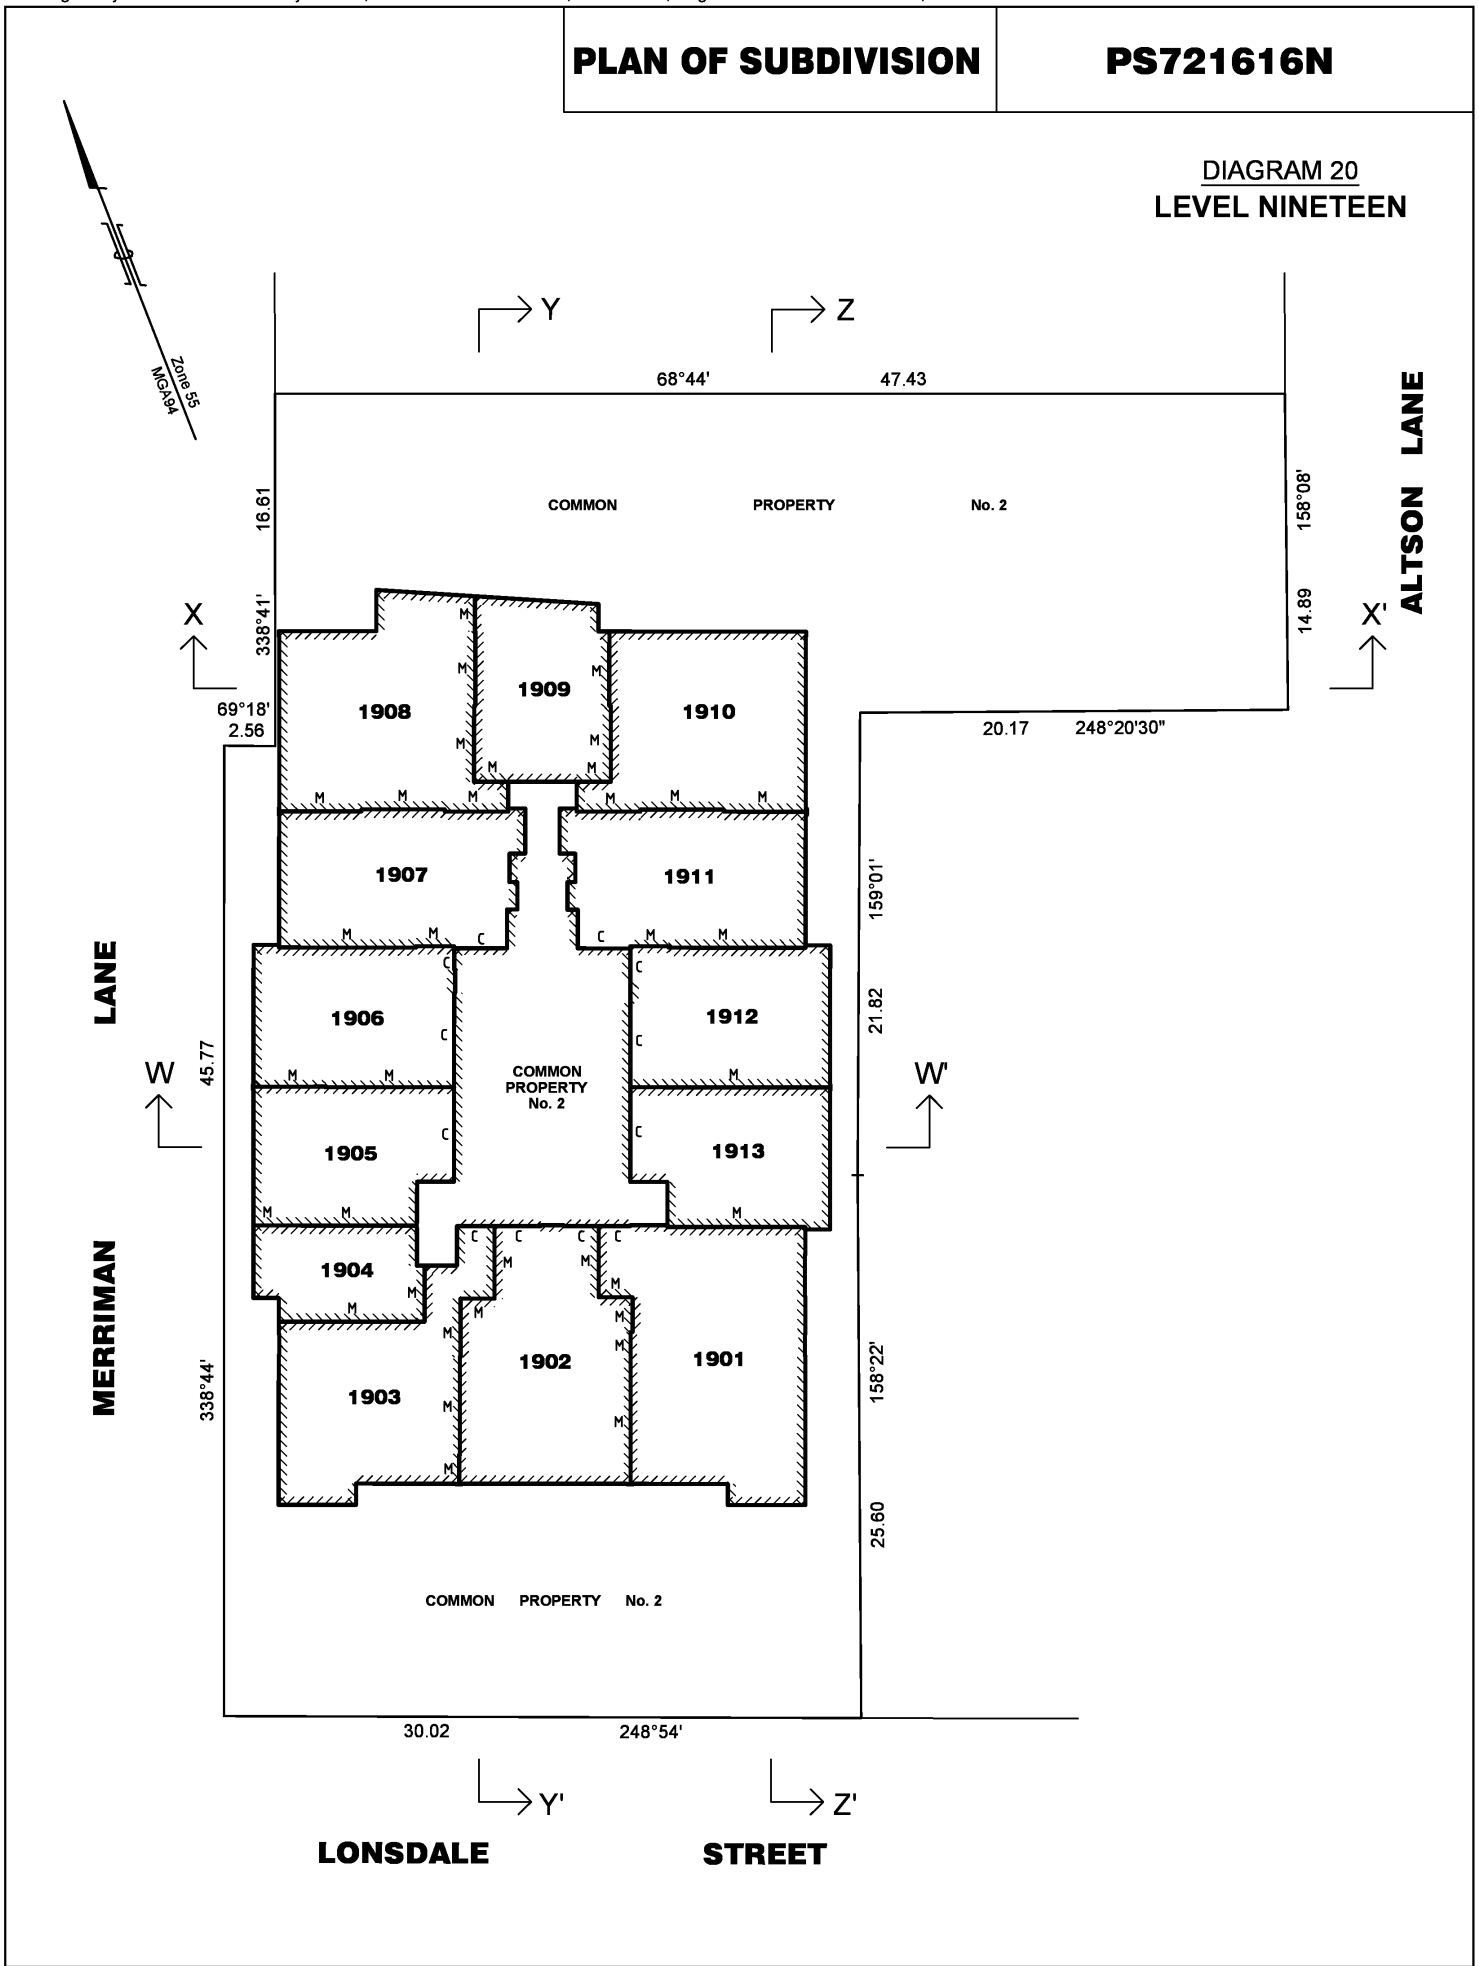 PLAN OF SUBDIVISION
PS721616N
DIAGRAM 20
LEVEL NINETEEN
Zone 55
MGA94
Y
Z
68°44'
47.43
ALTSON LANE
COMMON PROPERTY No. 2
16.61
338°41'
158°08'
14.89
X
X'
69°18'
2.56
M
M
M
M
M
M
M
1908
1909
1910
20.17
248°20'30"
M
M
M
M
M
M
M
1907
1911
159°01'
M
M
C
C
M
M
C
C
1906
1912
21.82
C
C
M
M
M
LANE
45.77
W
W'
COMMON
PROPERTY
No. 2
C
C
1905
1913
M
M
M
C
C
C
C
M
M
1904
M
M
M
M
M
M
M
MERRIMAN
338°44'
1902
1901
158°22'
1903
M
M
M
25.60
COMMON PROPERTY No. 2
30.02
248°54'
Y'
Z'
LONSDALE STREET